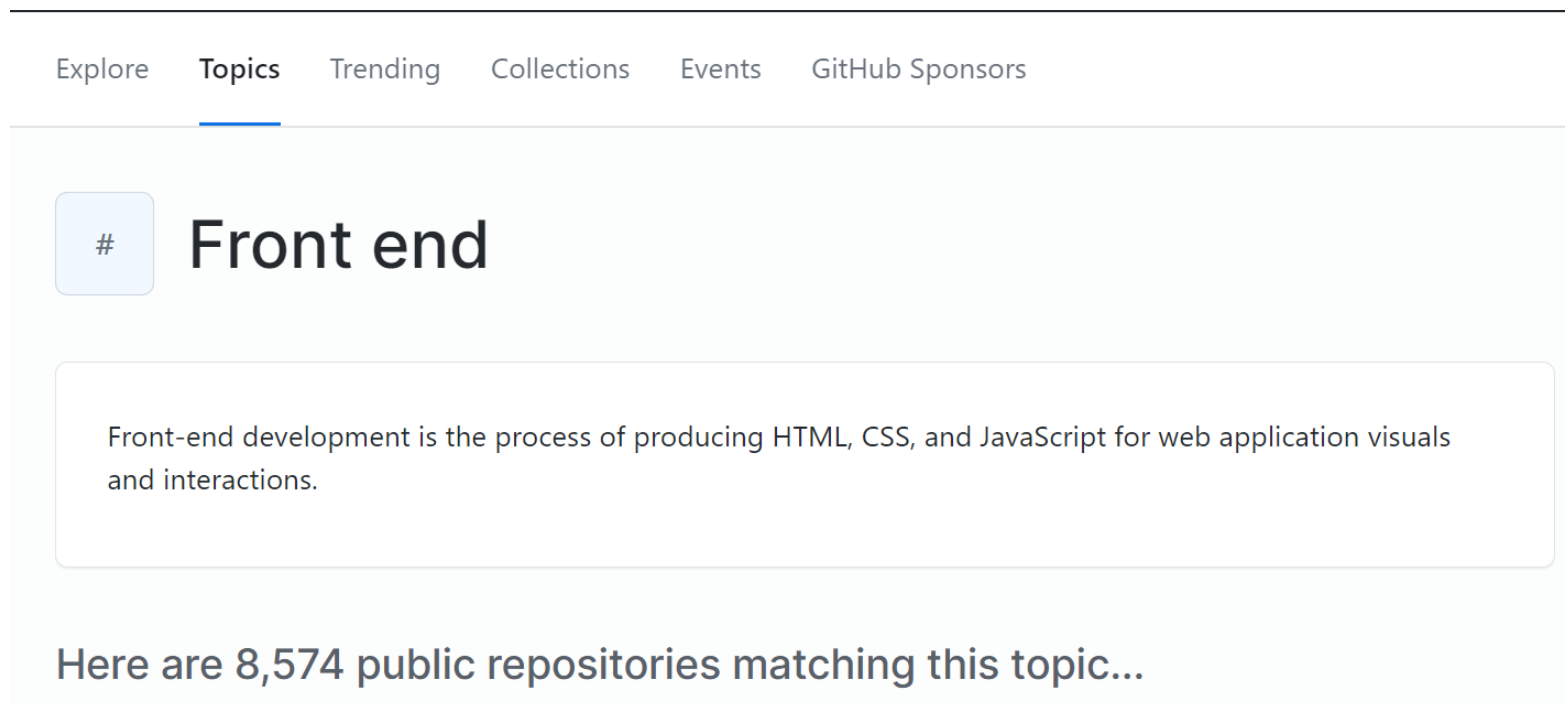 Explore Topics Trending Collections Events GitHub Sponsors
# Front end
Front-end development is the process of producing HTML, CSS, and JavaScript for web application visuals
and interactions.
Here are 8,574 public repositories matching this topic...